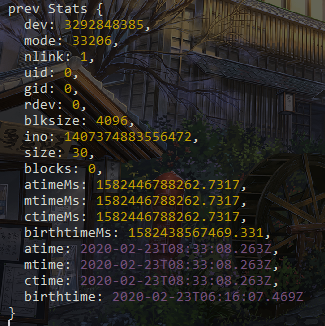 prev Stats {
dev: 3292848385,
mode: 33206,
nlink: 1,
uid: 0,
gid: 0,
rdev: 0,
blksize: 4096,
ino: 1407374883556472,
size: 30,
blocks: 0,
atimeMs: 1582446788262.7317,
mtimeMs: 1582446788262.7317,
ctimeMs: 1582446788262.7317,
birthtimeMs: 1582438567469.331,
atime: 2020-02-23T08:33:08.263Z,
mtime: 2020-02-23T08:33:08.263Z,
ctime: 2020-02-23T08:33:08.263Z,
birthtime: 2020-02-23T06:16:07.469Z
}